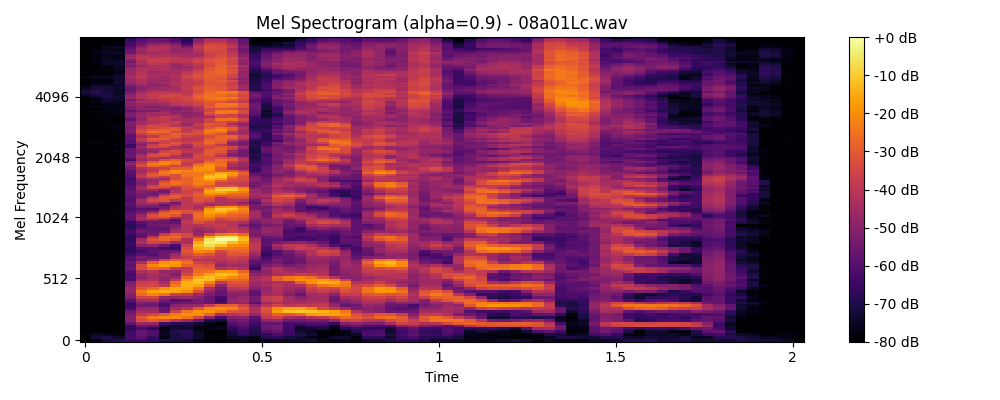 Mel Spectrogram (alpha=0.9) - 08a01Lc.wav
Mel Frequency
4096
2048
1024
512
0
0
0.5
1
1.5
2
Time
+0 dB
-10 dB
-20 dB
-30 dB
-40 dB
-50 dB
-60 dB
-70 dB
-80 dB